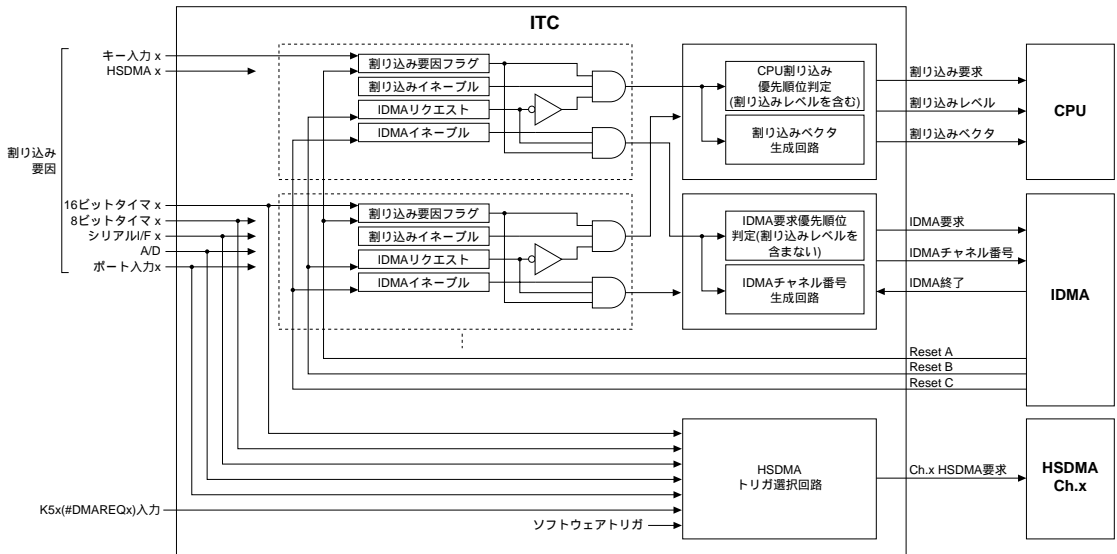 ITC
キー入力 x
HSDMA x
割り込み
要因
16ビットタイマ x
8ビットタイマ x
シリアルI/F x
A/D
ポート入力x
K5x(#DMAREQx)入力
割り込み要因フラグ
割り込みイネーブル
IDMAリクエスト
IDMAイネーブル
割り込み要因フラグ
割り込みイネーブル
IDMAリクエスト
IDMAイネーブル
CPU割り込み
優先順位判定
(割り込みレベルを含む)
割り込みベクタ
生成回路
IDMA要求優先順位
判定(割り込みレベルを
含まない)
IDMAチャネル番号
生成回路
割り込み要求
割り込みレベル
割り込みベクタ
CPU
IDMA要求
IDMAチャネル番号
IDMA終了
IDMA
Reset A
Reset B
Reset C
HSDMA
トリガ選択回路
ソフトウェアトリガ
Ch.x HSDMA要求
HSDMA
Ch.x